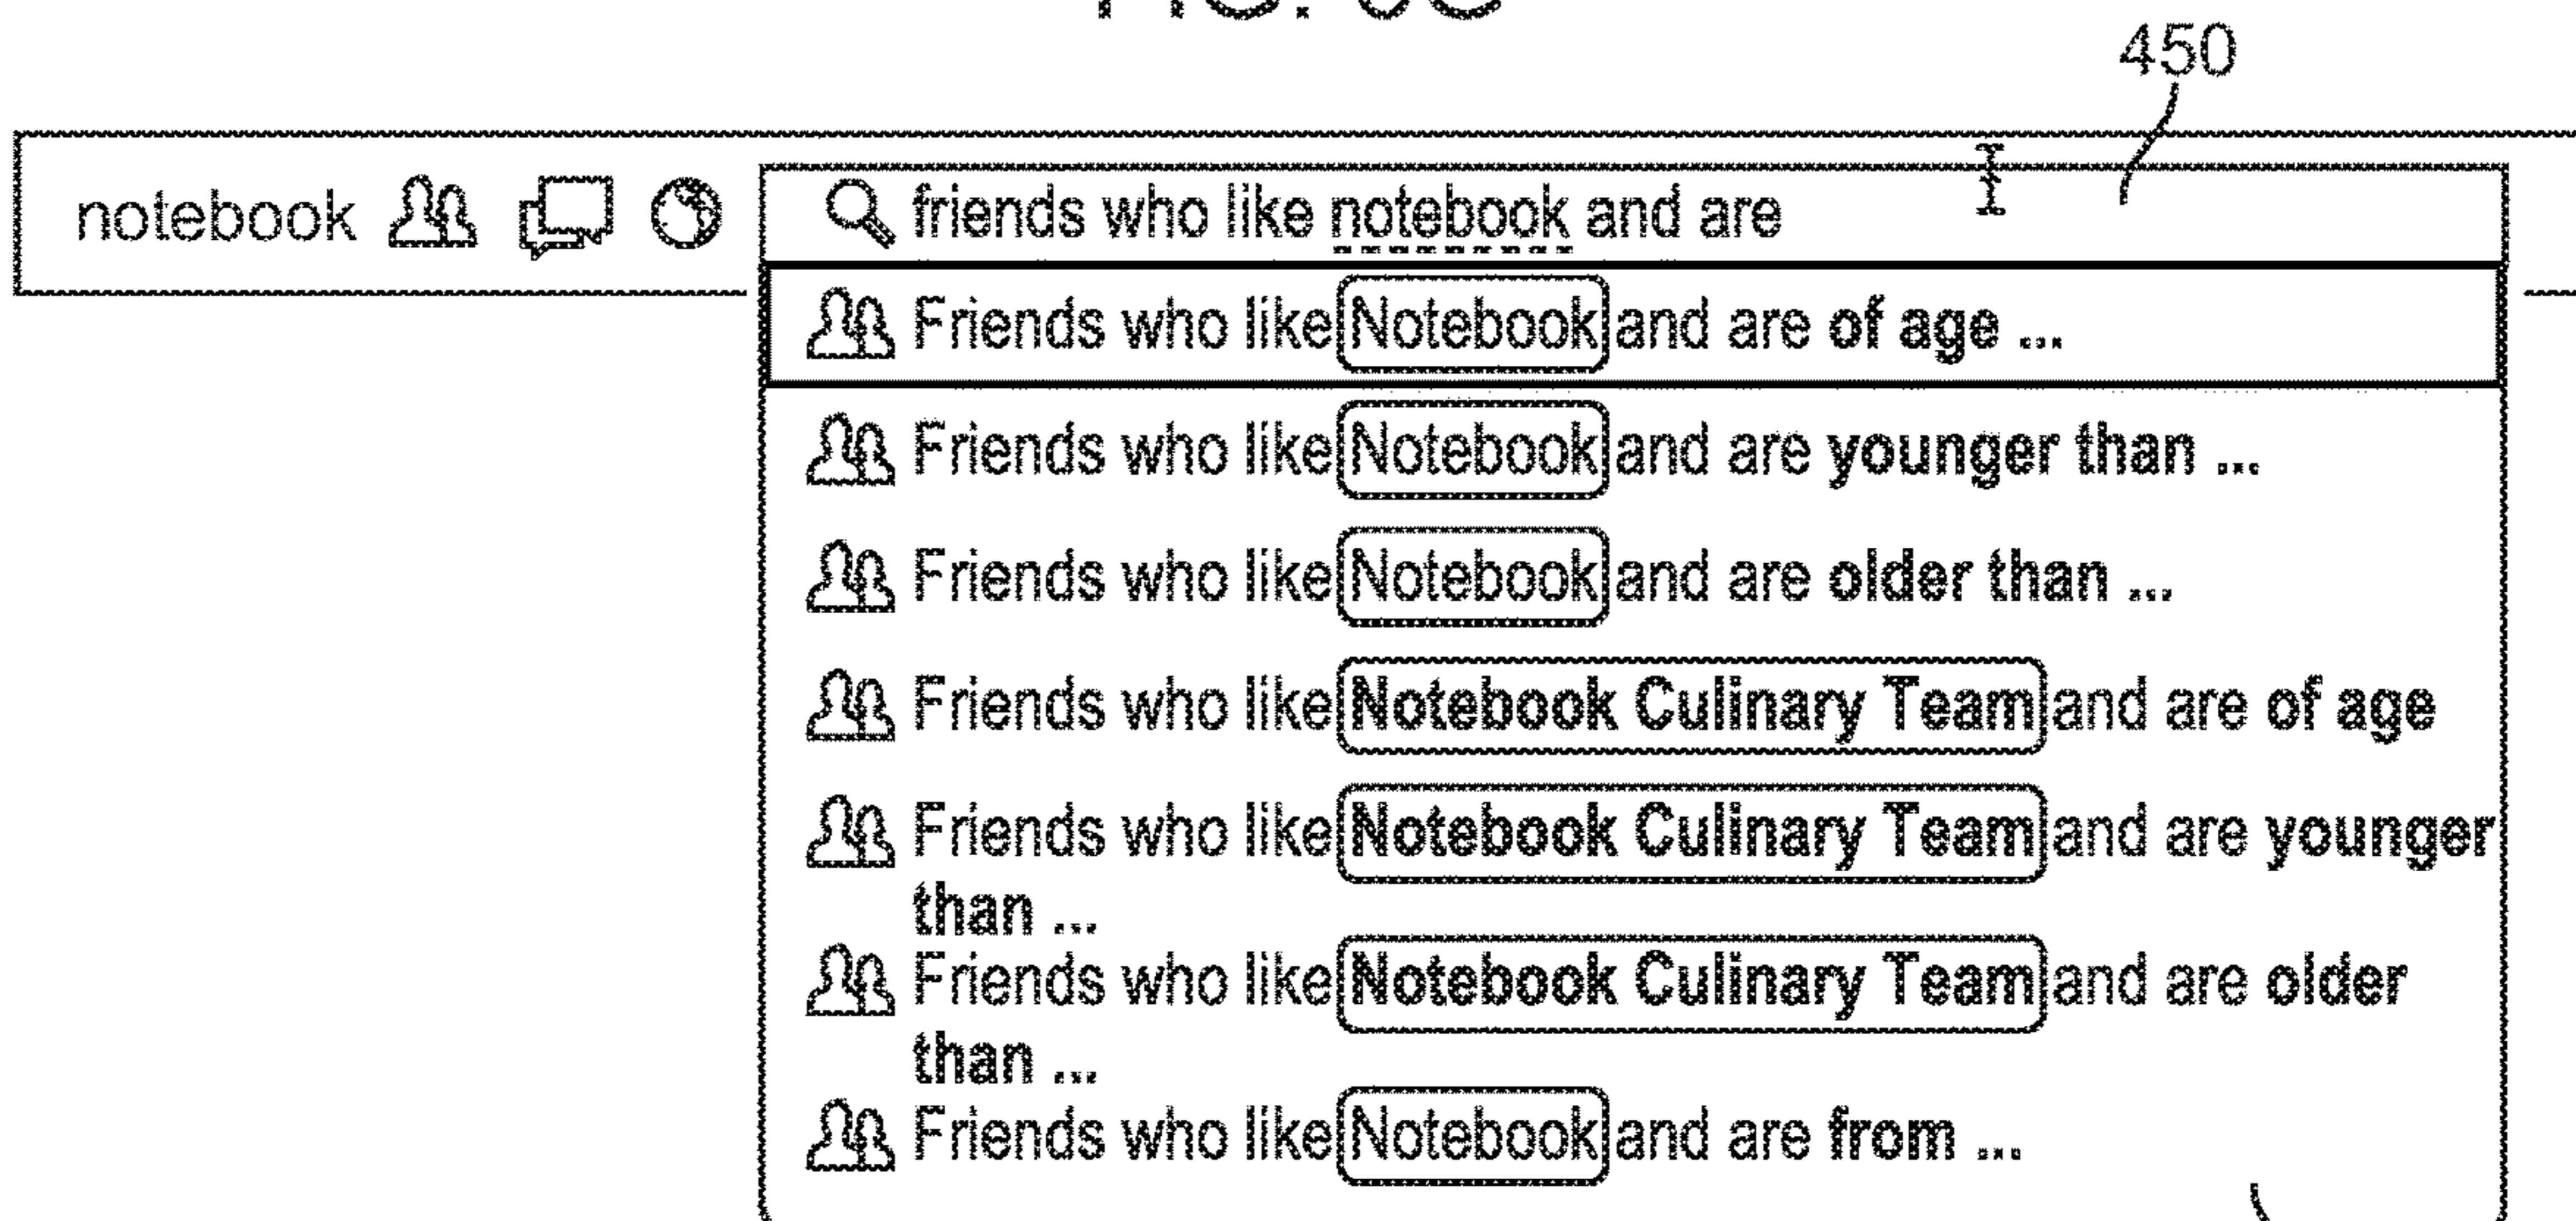 450
notebook
friends who like notebook and are
Friends who like Notebook and are of age ...
Friends who like Notebook and are younger than ...
Friends who like Notebook and are older than ...
Friends who like Notebook Culinary Team and are of age
Friends who like Notebook Culinary Team and are younger
than ...
Friends who like Notebook Culinary Team and are older
than ...
Friends who like Notebook and are from ...